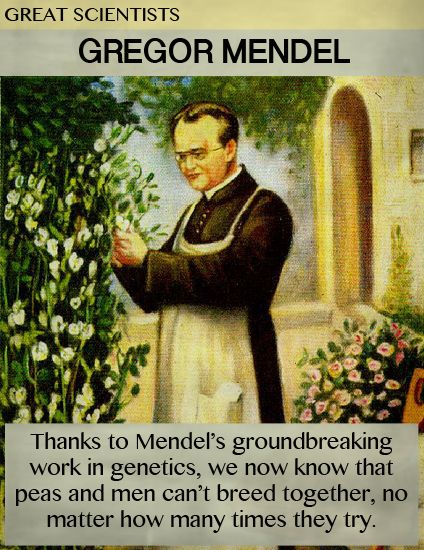 GREAT SCIENTISTS
GREGOR MENDEL
Thanks to Mendel's groundbreaking
work in genetics, we now know that
peas and men can't breed together, no
matter how many times they try.